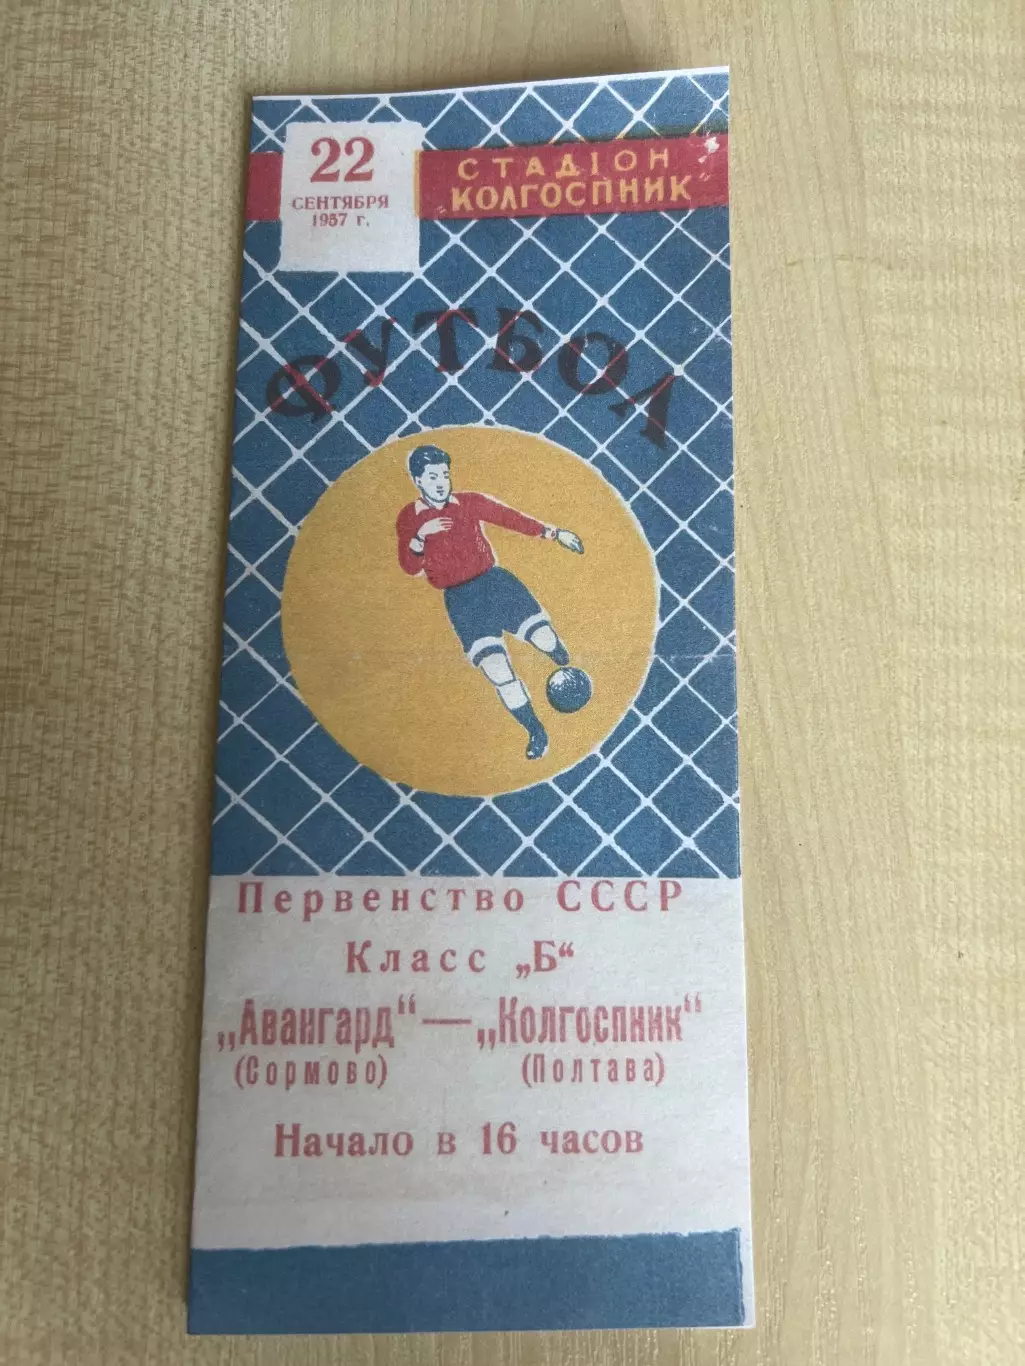 22
СЕНТЯБРЯ
1957 г.
СТАДІОН
„КОЛГОСПНИК"
ФУТБОЛ
Первенство СССР
Класс „Б“
„Авангард“ — „Колгоспник“
(Сормово) (Полтава)
Начало в 16 часов